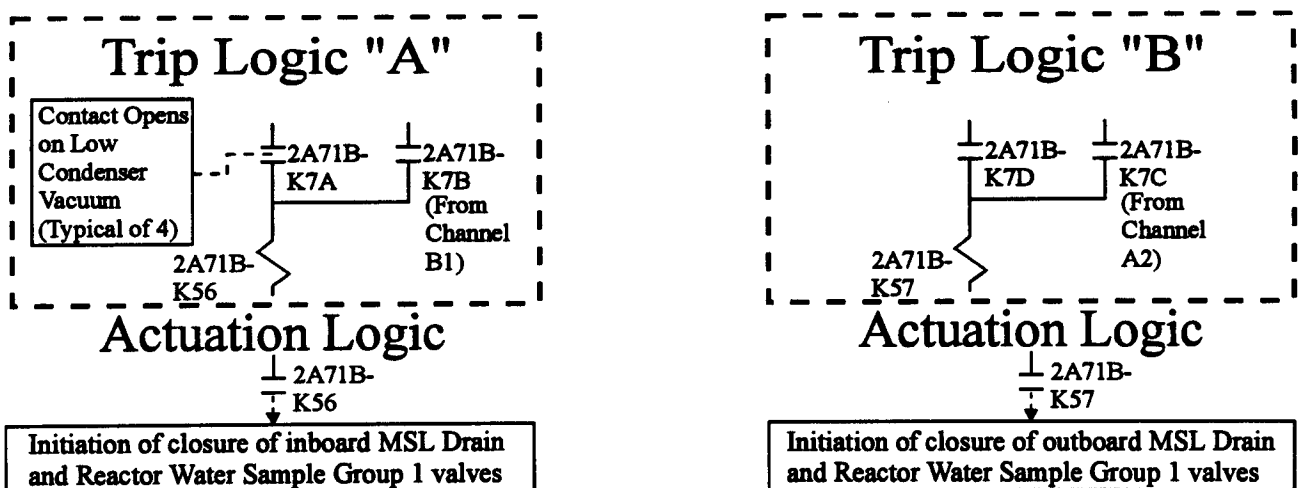 Trip Logic "A"
Contact Opens
on Low
Condenser
Vacuum
(Typical of 4)
2A71B-
K7A
2A71B-
K7B
(From
Channel
B1)
2A71B-
K56
Actuation Logic
2A71B-
K56
Initiation of closure of inboard MSL Drain
and Reactor Water Sample Group 1 valves
Trip Logic "B"
2A71B-
K7D
2A71B-
K7C
(From
Channel
A2)
2A71B-
K57
Actuation Logic
2A71B-
K57
Initiation of closure of outboard MSL Drain
and Reactor Water Sample Group 1 valves